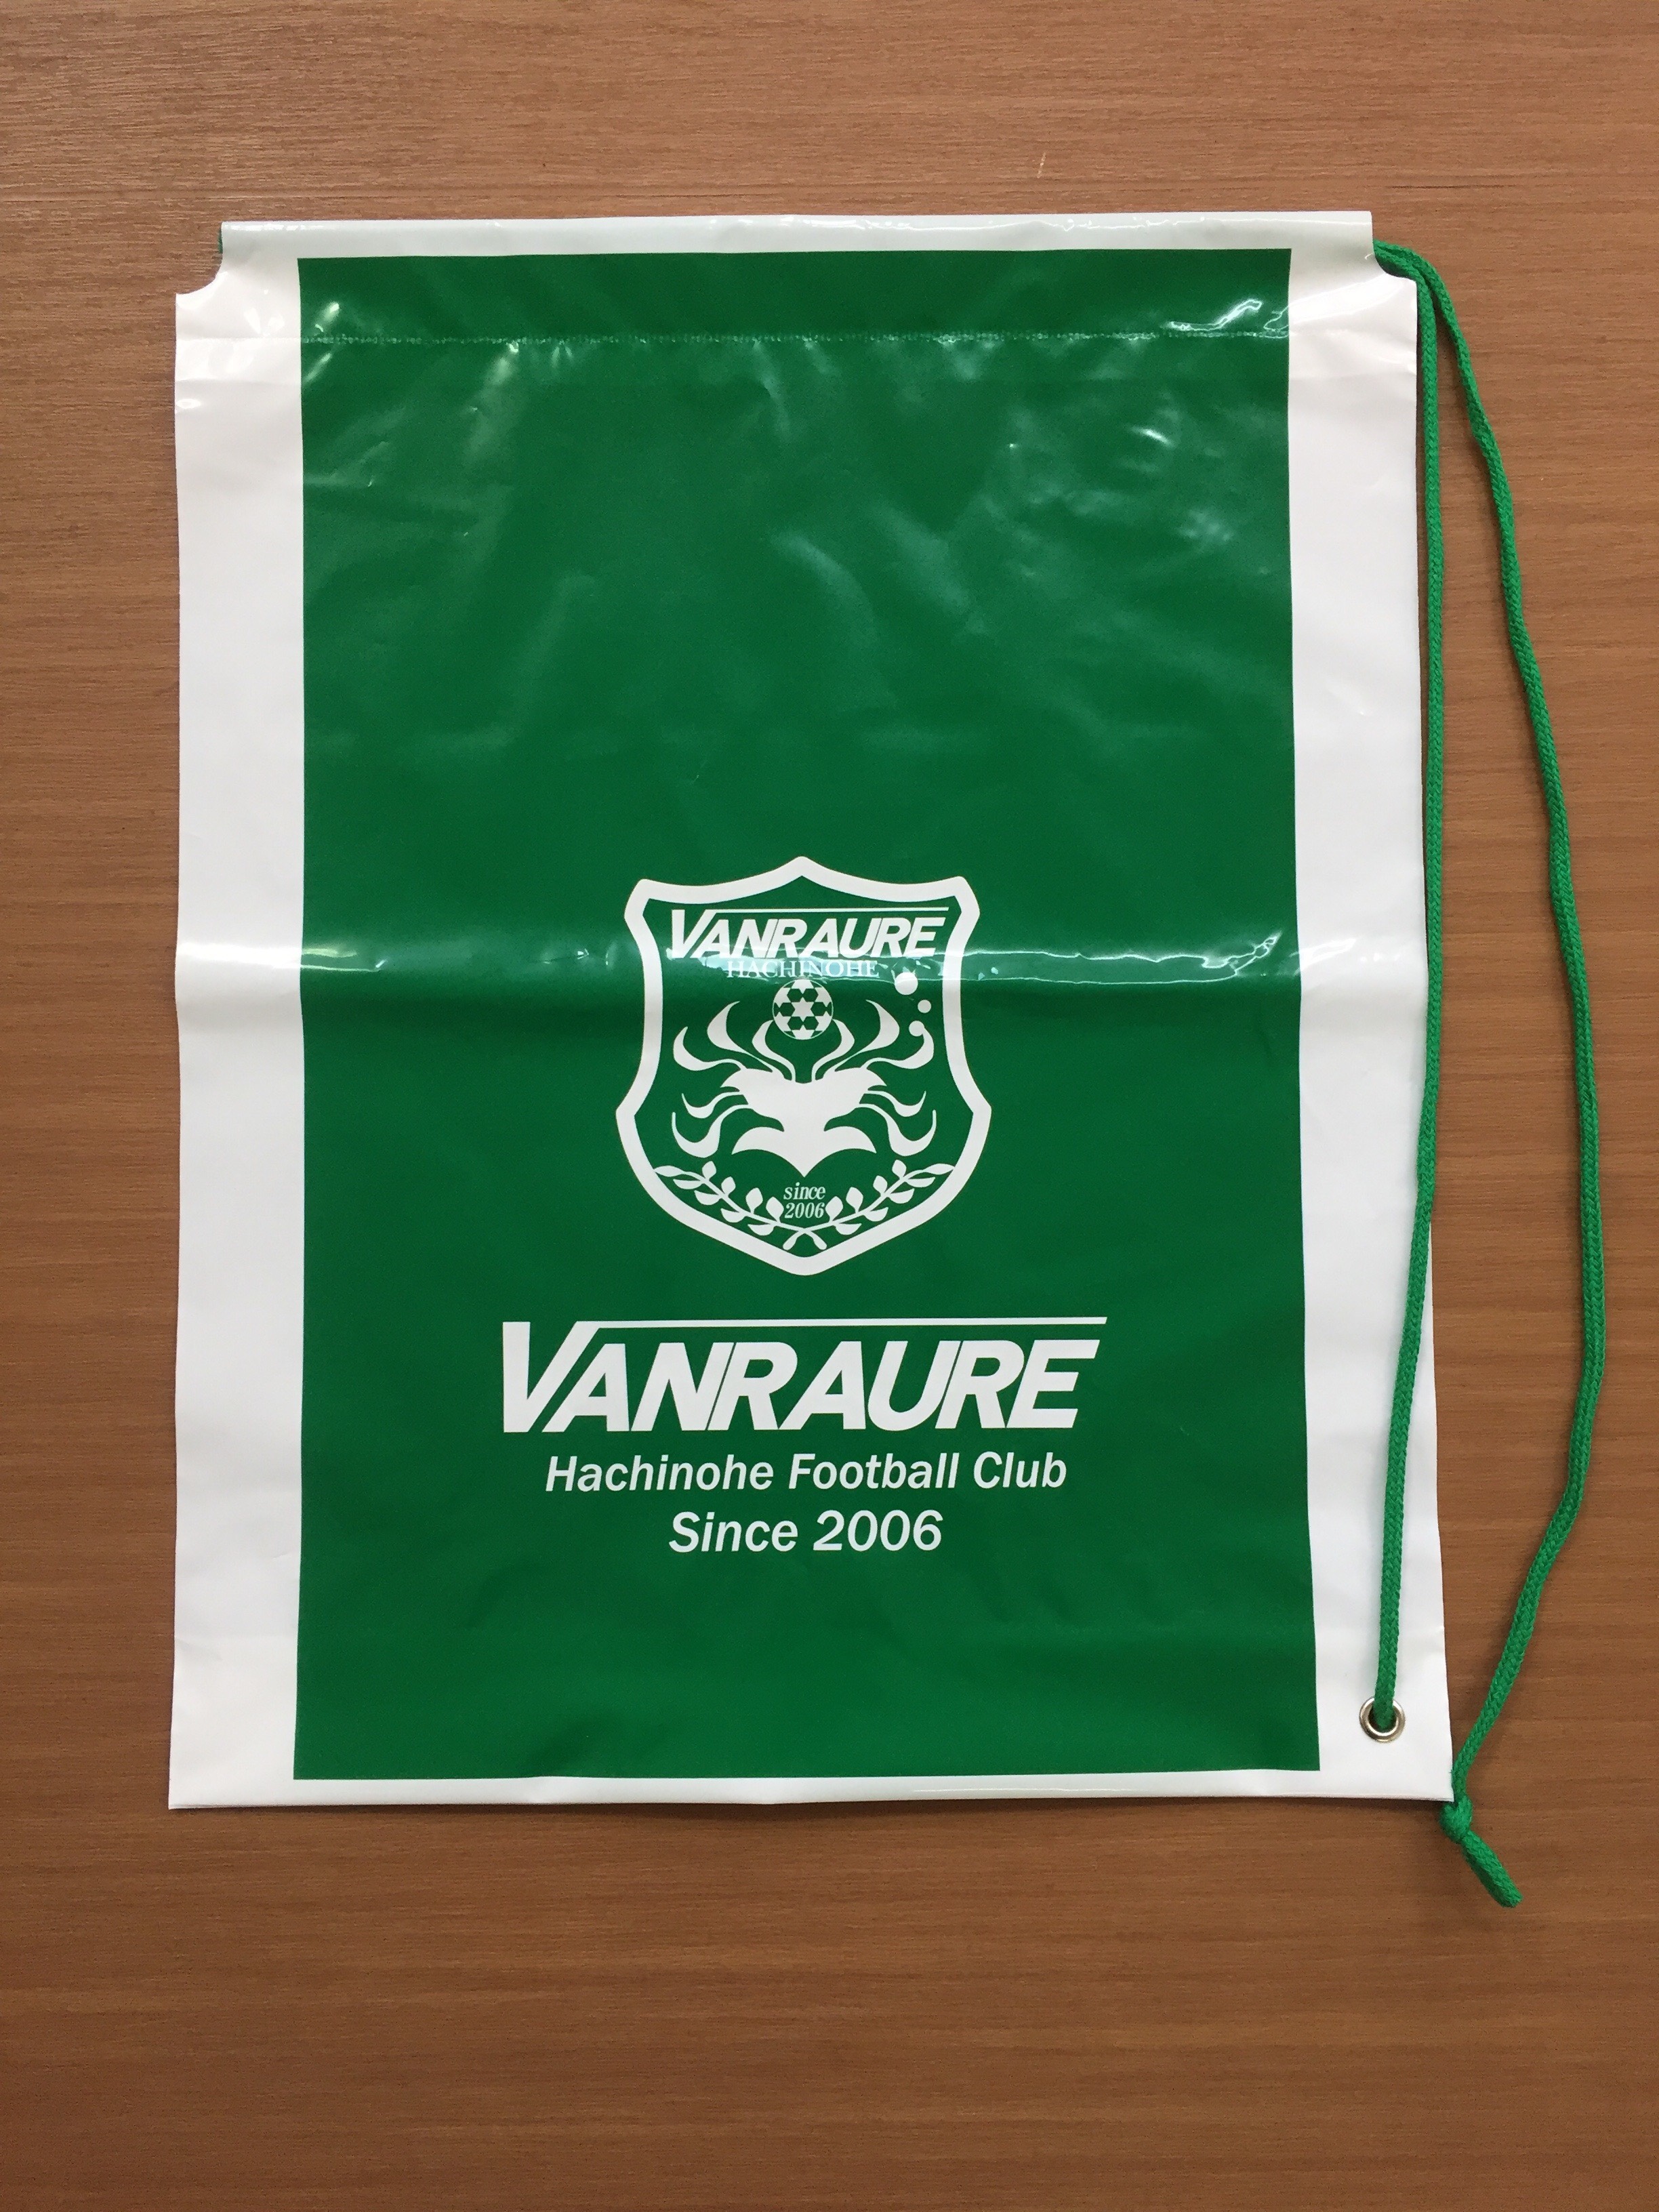 VANRAURE
HACHINOHE
since
2006
VANRAURE
Hachinohe Football Club
Since 2006